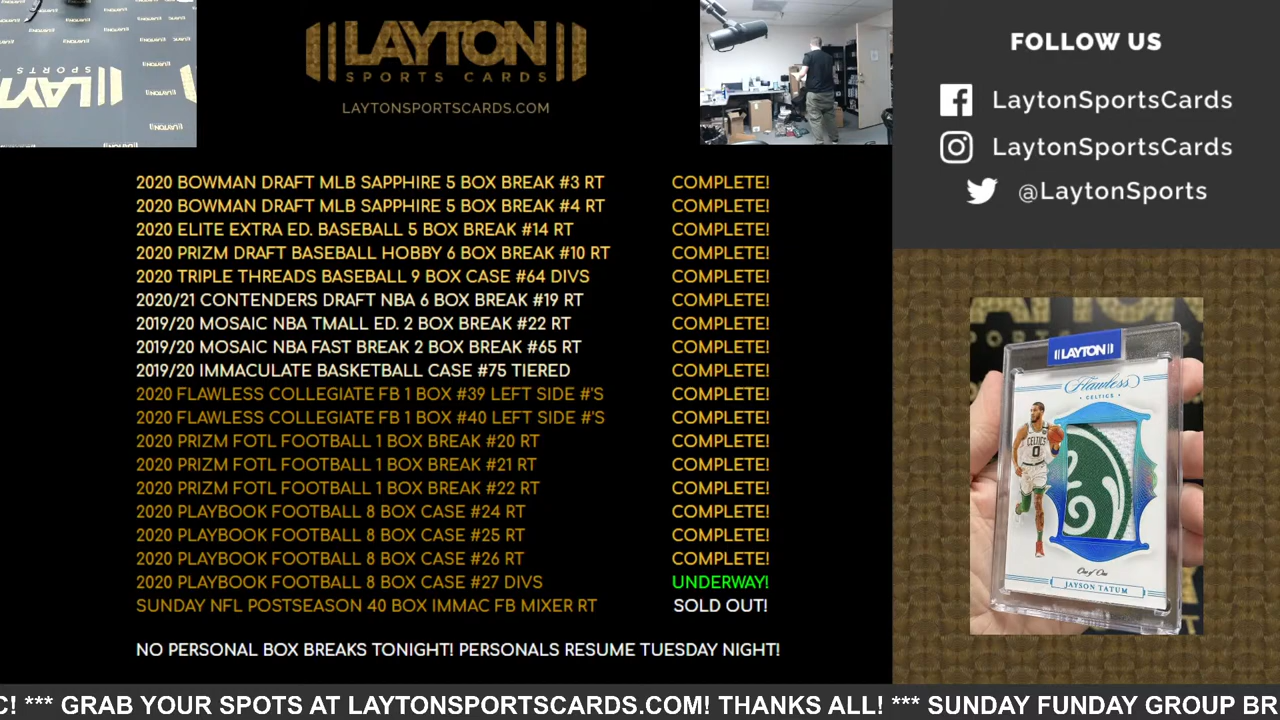 LAYTON
SPORTS CARDS
LAYTONSPORTSCARDS.COM
FOLLOW US
LaytonSportsCards
LaytonSportsCards
@LaytonSports
2020 BOWMAN DRAFT MLB SAPPHIRE 5 BOX BREAK #3 RT COMPLETE!
2020 BOWMAN DRAFT MLB SAPPHIRE 5 BOX BREAK #4 RT COMPLETE!
2020 ELITE EXTRA ED. BASEBALL 5 BOX BREAK #14 RT COMPLETE!
2020 PRIZM DRAFT BASEBALL HOBBY 6 BOX BREAK #10 RT COMPLETE!
2020 TRIPLE THREADS BASEBALL 9 BOX CASE #64 DIVS COMPLETE!
2020/21 CONTENDERS DRAFT NBA 6 BOX BREAK #19 RT COMPLETE!
2019/20 MOSAIC NBA TMALL ED. 2 BOX BREAK #22 RT COMPLETE!
2019/20 MOSAIC NBA FAST BREAK 2 BOX BREAK #65 RT COMPLETE!
2019/20 IMMACULATE BASKETBALL CASE #75 TIERED COMPLETE!
2020 FLAWLESS COLLEGIATE FB 1 BOX #39 LEFT SIDE #'S COMPLETE!
2020 FLAWLESS COLLEGIATE FB 1 BOX #40 LEFT SIDE #'S COMPLETE!
2020 PRIZM FOTL FOOTBALL 1 BOX BREAK #20 RT COMPLETE!
2020 PRIZM FOTL FOOTBALL 1 BOX BREAK #21 RT COMPLETE!
2020 PRIZM FOTL FOOTBALL 1 BOX BREAK #22 RT COMPLETE!
2020 PLAYBOOK FOOTBALL 8 BOX CASE #24 RT COMPLETE!
2020 PLAYBOOK FOOTBALL 8 BOX CASE #25 RT COMPLETE!
2020 PLAYBOOK FOOTBALL 8 BOX CASE #26 RT COMPLETE!
2020 PLAYBOOK FOOTBALL 8 BOX CASE #27 DIVS UNDERWAY!
SUNDAY NFL POSTSEASON 40 BOX IMMAC FB MIXER RT SOLD OUT!
NO PERSONAL BOX BREAKS TONIGHT! PERSONALS RESUME TUESDAY NIGHT!
LAYTON
Flawless
CELTICS
CELTICS
0
One of One
JAYSON TATUM
C! *** GRAB YOUR SPOTS AT LAYTONSPORTSCARDS.COM! THANKS ALL! *** SUNDAY FUNDAY GROUP BR